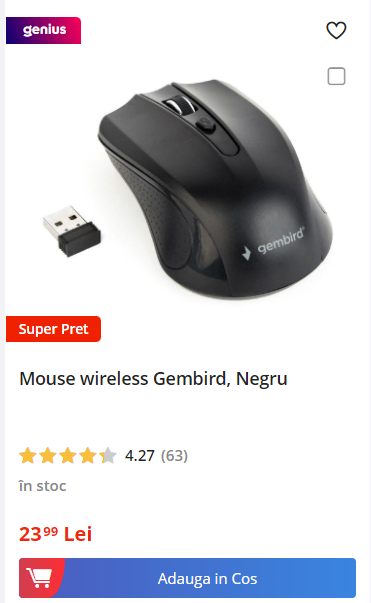 genius
gembird
Super Pret
Mouse wireless Gembird, Negru
4.27 (63)
în stoc
23⁹⁹ Lei
Adauga in Cos